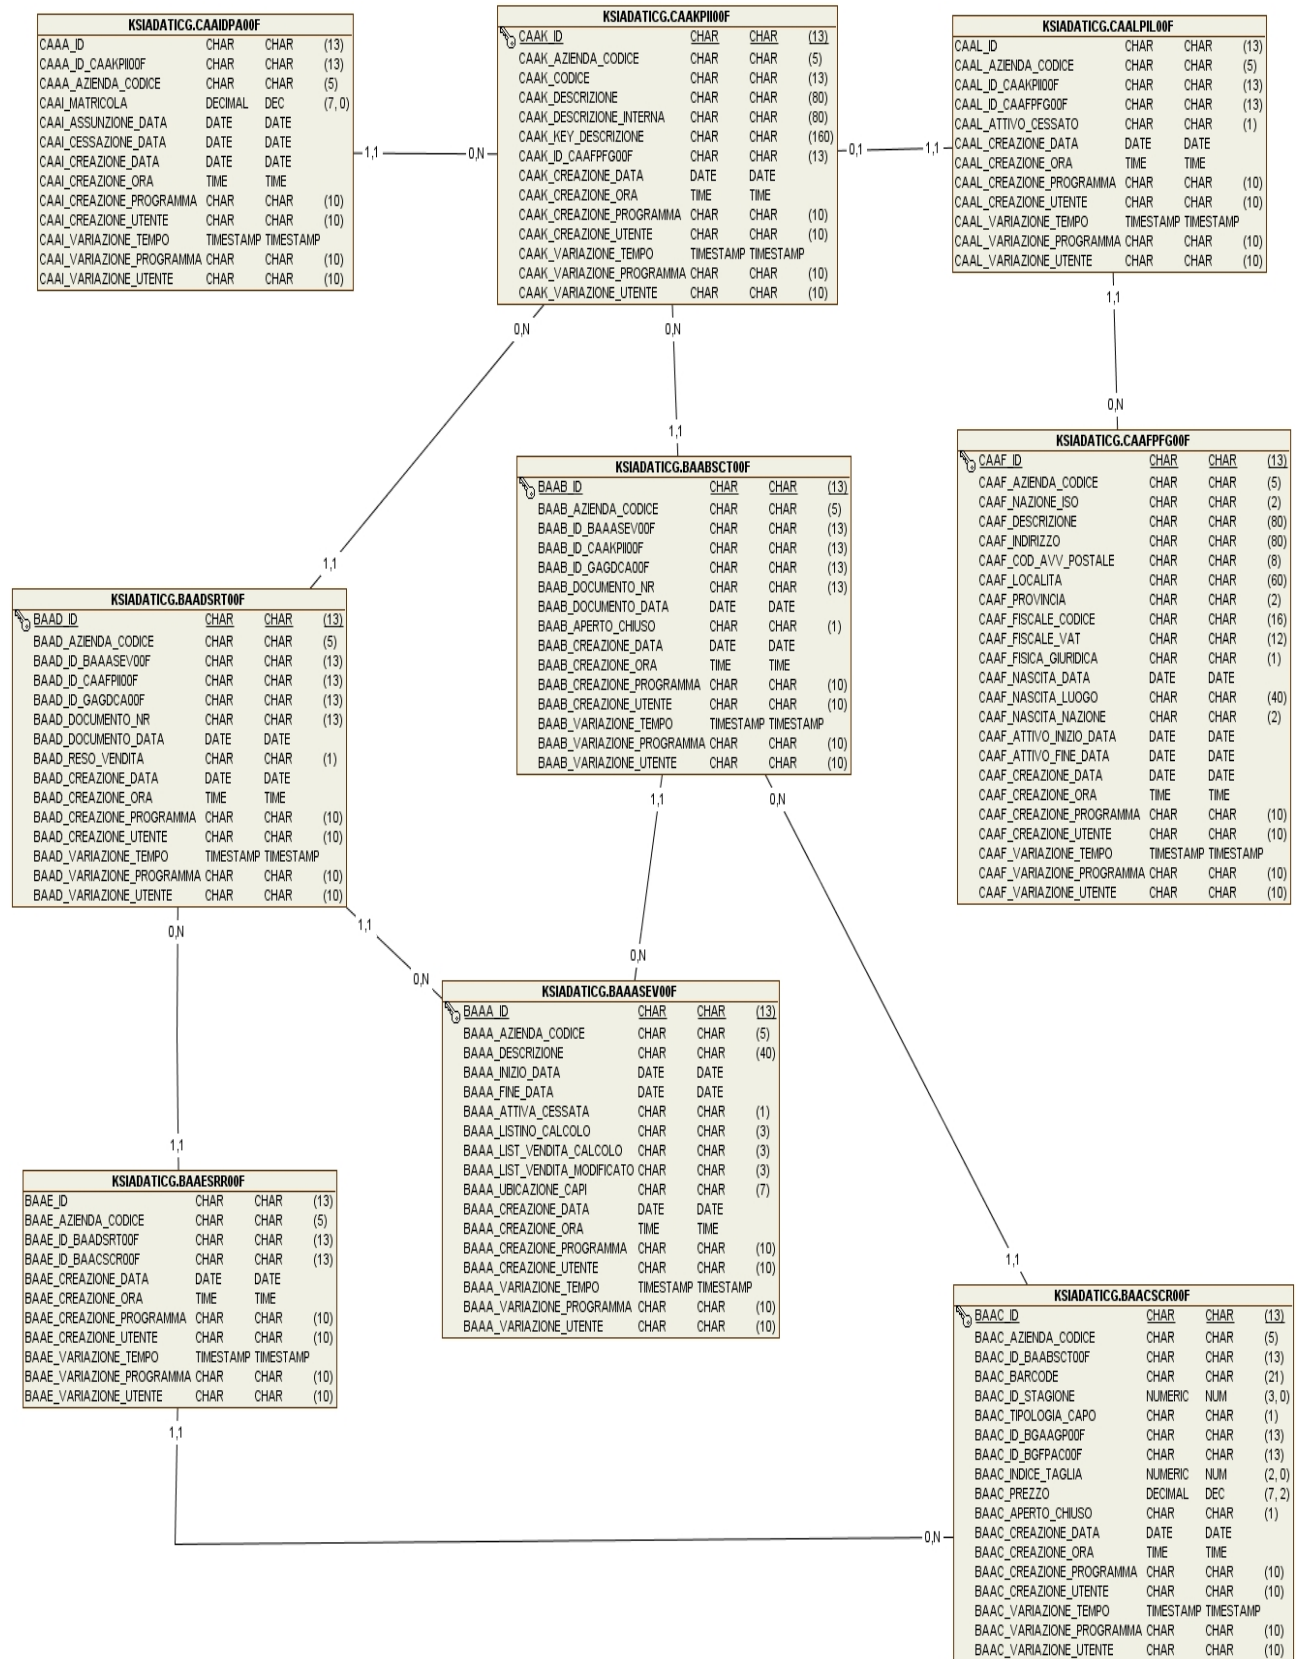 KSIADATICG.CAAIDPA00F
CAAA_ID CHAR CHAR (13)
CAAA_ID_CAAKPII00F CHAR CHAR (13)
CAAA_AZIENDA_CODICE CHAR CHAR (5)
CAAI_MATRICOLA DECIMAL DEC (7, 0)
CAAI_ASSUNZIONE_DATA DATE DATE
CAAI_CESSAZIONE_DATA DATE DATE
CAAI_CREAZIONE_DATA DATE DATE
CAAI_CREAZIONE_ORA TIME TIME
CAAI_CREAZIONE_PROGRAMMA CHAR CHAR (10)
CAAI_CREAZIONE_UTENTE CHAR CHAR (10)
CAAI_VARIAZIONE_TEMPO TIMESTAMP TIMESTAMP
CAAI_VARIAZIONE_PROGRAMMA CHAR CHAR (10)
CAAI_VARIAZIONE_UTENTE CHAR CHAR (10)
1,1
0,N
KSIADATICG.CAAKPII00F
CAAK_ID CHAR CHAR (13)
CAAK_AZIENDA_CODICE CHAR CHAR (5)
CAAK_CODICE CHAR CHAR (13)
CAAK_DESCRIZIONE CHAR CHAR (80)
CAAK_DESCRIZIONE_INTERNA CHAR CHAR (80)
CAAK_KEY_DESCRIZIONE CHAR CHAR (160)
CAAK_ID_CAAFPFG00F CHAR CHAR (13)
CAAK_CREAZIONE_DATA DATE DATE
CAAK_CREAZIONE_ORA TIME TIME
CAAK_CREAZIONE_PROGRAMMA CHAR CHAR (10)
CAAK_CREAZIONE_UTENTE CHAR CHAR (10)
CAAK_VARIAZIONE_TEMPO TIMESTAMP TIMESTAMP
CAAK_VARIAZIONE_PROGRAMMA CHAR CHAR (10)
CAAK_VARIAZIONE_UTENTE CHAR CHAR (10)
0,1
1,1
KSIADATICG.CAALPIL00F
CAAL_ID CHAR CHAR (13)
CAAL_AZIENDA_CODICE CHAR CHAR (5)
CAAL_ID_CAAKPII00F CHAR CHAR (13)
CAAL_ID_CAAFPFG00F CHAR CHAR (13)
CAAL_ATTIVO_CESSATO CHAR CHAR (1)
CAAL_CREAZIONE_DATA DATE DATE
CAAL_CREAZIONE_ORA TIME TIME
CAAL_CREAZIONE_PROGRAMMA CHAR CHAR (10)
CAAL_CREAZIONE_UTENTE CHAR CHAR (10)
CAAL_VARIAZIONE_TEMPO TIMESTAMP TIMESTAMP
CAAL_VARIAZIONE_PROGRAMMA CHAR CHAR (10)
CAAL_VARIAZIONE_UTENTE CHAR CHAR (10)
0,N
0,N
1,1
1,1
1,1
0,N
KSIADATICG.BAADSRT00F
BAAD_ID CHAR CHAR (13)
BAAD_AZIENDA_CODICE CHAR CHAR (5)
BAAD_ID_BAAASEV00F CHAR CHAR (13)
BAAD_ID_CAAFPII00F CHAR CHAR (13)
BAAD_ID_GAGDCA00F CHAR CHAR (13)
BAAD_DOCUMENTO_NR CHAR CHAR (13)
BAAD_DOCUMENTO_DATA DATE DATE
BAAD_RESO_VENDITA CHAR CHAR (1)
BAAD_CREAZIONE_DATA DATE DATE
BAAD_CREAZIONE_ORA TIME TIME
BAAD_CREAZIONE_PROGRAMMA CHAR CHAR (10)
BAAD_CREAZIONE_UTENTE CHAR CHAR (10)
BAAD_VARIAZIONE_TEMPO TIMESTAMP TIMESTAMP
BAAD_VARIAZIONE_PROGRAMMA CHAR CHAR (10)
BAAD_VARIAZIONE_UTENTE CHAR CHAR (10)
KSIADATICG.BAABSCT00F
BAAB_ID CHAR CHAR (13)
BAAB_AZIENDA_CODICE CHAR CHAR (5)
BAAB_ID_BAAASEV00F CHAR CHAR (13)
BAAB_ID_CAAKPII00F CHAR CHAR (13)
BAAB_ID_GAGDCA00F CHAR CHAR (13)
BAAB_DOCUMENTO_NR CHAR CHAR (13)
BAAB_DOCUMENTO_DATA DATE DATE
BAAB_APERTO_CHIUSO CHAR CHAR (1)
BAAB_CREAZIONE_DATA DATE DATE
BAAB_CREAZIONE_ORA TIME TIME
BAAB_CREAZIONE_PROGRAMMA CHAR CHAR (10)
BAAB_CREAZIONE_UTENTE CHAR CHAR (10)
BAAB_VARIAZIONE_TEMPO TIMESTAMP TIMESTAMP
BAAB_VARIAZIONE_PROGRAMMA CHAR CHAR (10)
BAAB_VARIAZIONE_UTENTE CHAR CHAR (10)
KSIADATICG.CAAFPFG00F
CAAF_ID CHAR CHAR (13)
CAAF_AZIENDA_CODICE CHAR CHAR (5)
CAAF_NAZIONE_ISO CHAR CHAR (2)
CAAF_DESCRIZIONE CHAR CHAR (80)
CAAF_INDIRIZZO CHAR CHAR (80)
CAAF_COD_AVV_POSTALE CHAR CHAR (8)
CAAF_LOCALITA CHAR CHAR (60)
CAAF_PROVINCIA CHAR CHAR (2)
CAAF_FISCALE_CODICE CHAR CHAR (16)
CAAF_FISCALE_VAT CHAR CHAR (12)
CAAF_FISICA_GIURIDICA CHAR CHAR (1)
CAAF_NASCITA_DATA DATE DATE
CAAF_NASCITA_LUOGO CHAR CHAR (40)
CAAF_NASCITA_NAZIONE CHAR CHAR (2)
CAAF_ATTIVO_INIZIO_DATA DATE DATE
CAAF_ATTIVO_FINE_DATA DATE DATE
CAAF_CREAZIONE_DATA DATE DATE
CAAF_CREAZIONE_ORA TIME TIME
CAAF_CREAZIONE_PROGRAMMA CHAR CHAR (10)
CAAF_CREAZIONE_UTENTE CHAR CHAR (10)
CAAF_VARIAZIONE_TEMPO TIMESTAMP TIMESTAMP
CAAF_VARIAZIONE_PROGRAMMA CHAR CHAR (10)
CAAF_VARIAZIONE_UTENTE CHAR CHAR (10)
0,N
1,1
0,N
1,1
0,N
0,N
1,1
1,1
KSIADATICG.BAAASEV00F
BAAA_ID CHAR CHAR (13)
BAAA_AZIENDA_CODICE CHAR CHAR (5)
BAAA_DESCRIZIONE CHAR CHAR (40)
BAAA_INIZIO_DATA DATE DATE
BAAA_FINE_DATA DATE DATE
BAAA_ATTIVA_CESSATA CHAR CHAR (1)
BAAA_LISTINO_CALCOLO CHAR CHAR (3)
BAAA_LIST_VENDITA_CALCOLO CHAR CHAR (3)
BAAA_LIST_VENDITA_MODIFICATO CHAR CHAR (3)
BAAA_UBICAZIONE_CAPI CHAR CHAR (7)
BAAA_CREAZIONE_DATA DATE DATE
BAAA_CREAZIONE_ORA TIME TIME
BAAA_CREAZIONE_PROGRAMMA CHAR CHAR (10)
BAAA_CREAZIONE_UTENTE CHAR CHAR (10)
BAAA_VARIAZIONE_TEMPO TIMESTAMP TIMESTAMP
BAAA_VARIAZIONE_PROGRAMMA CHAR CHAR (10)
BAAA_VARIAZIONE_UTENTE CHAR CHAR (10)
KSIADATICG.BAAESRR00F
BAAE_ID CHAR CHAR (13)
BAAE_AZIENDA_CODICE CHAR CHAR (5)
BAAE_ID_BAADSRT00F CHAR CHAR (13)
BAAE_ID_BAACSCR00F CHAR CHAR (13)
BAAE_CREAZIONE_DATA DATE DATE
BAAE_CREAZIONE_ORA TIME TIME
BAAE_CREAZIONE_PROGRAMMA CHAR CHAR (10)
BAAE_CREAZIONE_UTENTE CHAR CHAR (10)
BAAE_VARIAZIONE_TEMPO TIMESTAMP TIMESTAMP
BAAE_VARIAZIONE_PROGRAMMA CHAR CHAR (10)
BAAE_VARIAZIONE_UTENTE CHAR CHAR (10)
1,1
0,N
KSIADATICG.BAACSCR00F
BAAC_ID CHAR CHAR (13)
BAAC_AZIENDA_CODICE CHAR CHAR (5)
BAAC_ID_BAABSCT00F CHAR CHAR (13)
BAAC_BARCODE CHAR CHAR (21)
BAAC_ID_STAGIONE NUMERIC NUM (3, 0)
BAAC_TIPOLOGIA_CAPO CHAR CHAR (1)
BAAC_ID_BGAAGP00F CHAR CHAR (13)
BAAC_ID_BGFPAC00F CHAR CHAR (13)
BAAC_INDICE_TAGLIA NUMERIC NUM (2, 0)
BAAC_PREZZO DECIMAL DEC (7, 2)
BAAC_APERTO_CHIUSO CHAR CHAR (1)
BAAC_CREAZIONE_DATA DATE DATE
BAAC_CREAZIONE_ORA TIME TIME
BAAC_CREAZIONE_PROGRAMMA CHAR CHAR (10)
BAAC_CREAZIONE_UTENTE CHAR CHAR (10)
BAAC_VARIAZIONE_TEMPO TIMESTAMP TIMESTAMP
BAAC_VARIAZIONE_PROGRAMMA CHAR CHAR (10)
BAAC_VARIAZIONE_UTENTE CHAR CHAR (10)